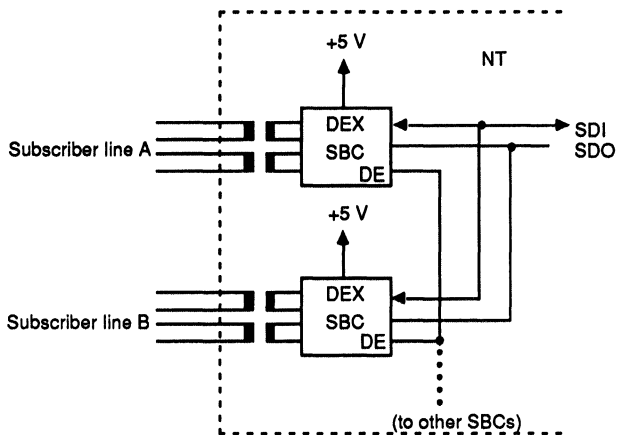 +5 V
NT
DEX
SDI
Subscriber line A
SBC
SDO
DE
+5 V
DEX
Subscriber line B
SBC
DE
(to other SBCs)